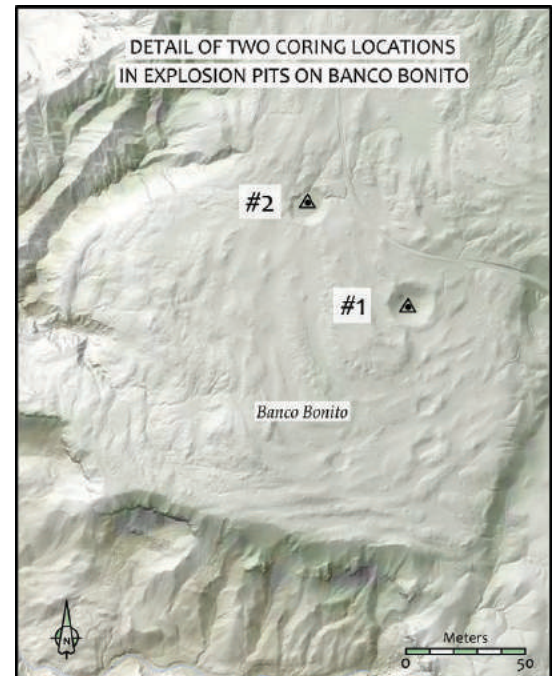 DETAIL OF TWO CORING LOCATIONS
IN EXPLOSION PITS ON BANCO BONITO
#2
#1
Banco Bonito
N
Meters
0 50